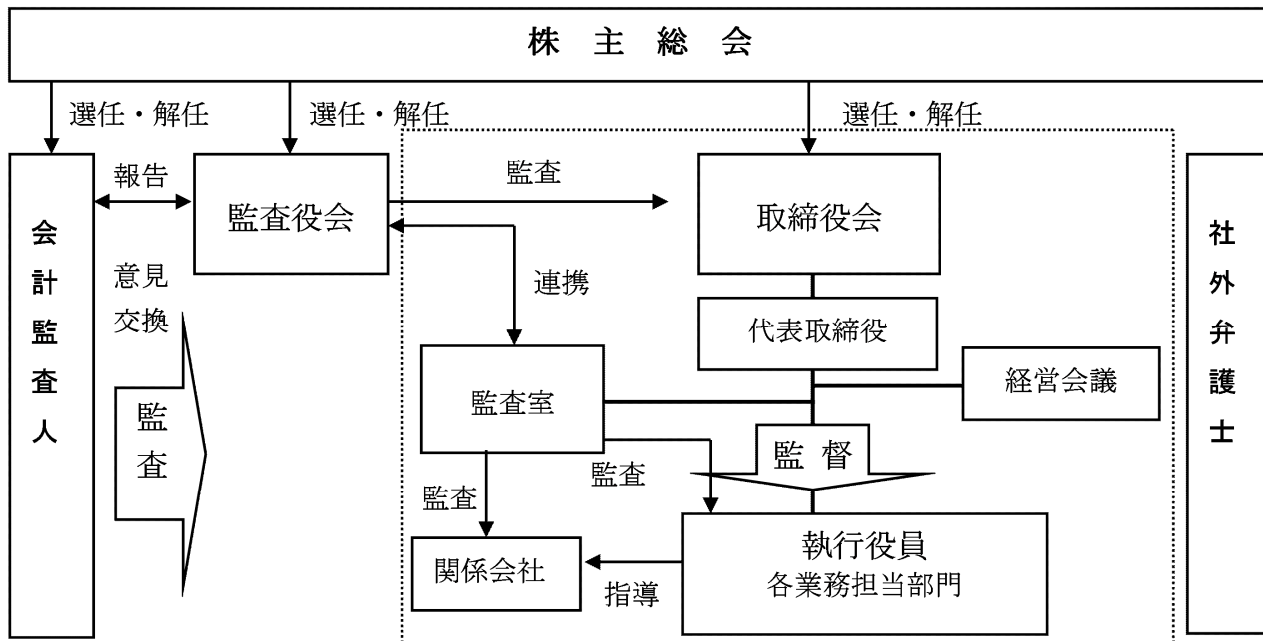 株 主 総 会
選任・解任
選任・解任
選任・解任
会計監査人
報告
意見
交換
監査
監査役会
監査
連携
取締役会
代表取締役
経営会議
監査室
監 督
監査
監査
関係会社
指導
執行役員
各業務担当部門
社外弁護士